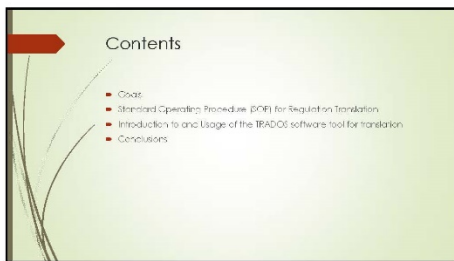 Contents
Goals
Standard Operating Procedure (SOP) for Regulation Translation
Introduction to and Usage of the TRADOS software tool for translation
Conclusions